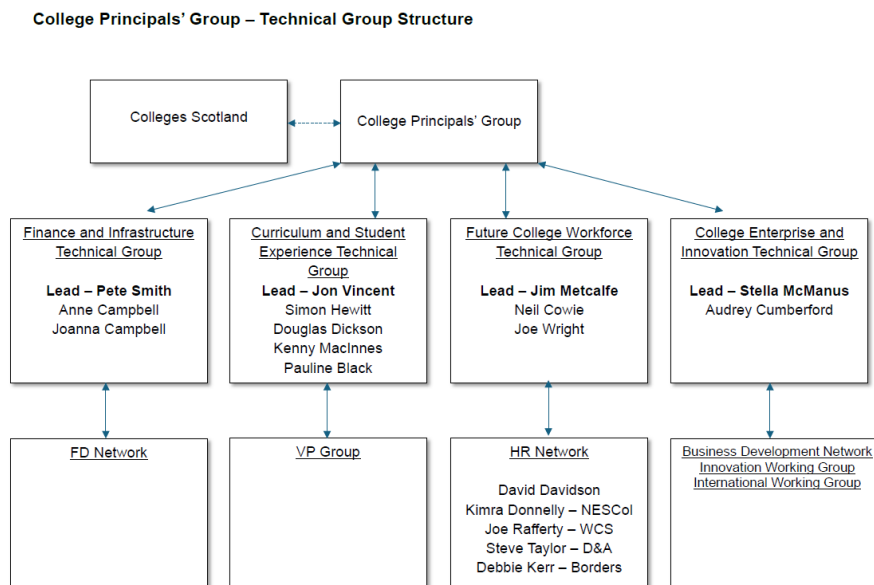 College Principals' Group – Technical Group Structure
Colleges Scotland
College Principals' Group
Finance and Infrastructure
Technical Group
Lead – Pete Smith
Anne Campbell
Joanna Campbell
Curriculum and Student
Experience Technical
Group
Lead – Jon Vincent
Simon Hewitt
Douglas Dickson
Kenny MacInnes
Pauline Black
Future College Workforce
Technical Group
Lead – Jim Metcalfe
Neil Cowie
Joe Wright
College Enterprise and
Innovation Technical Group
Lead – Stella McManus
Audrey Cumberford
FD Network
VP Group
HR Network
David Davidson
Kimra Donnelly – NESCol
Joe Rafferty – WCS
Steve Taylor – D&A
Debbie Kerr – Borders
Business Development Network
Innovation Working Group
International Working Group